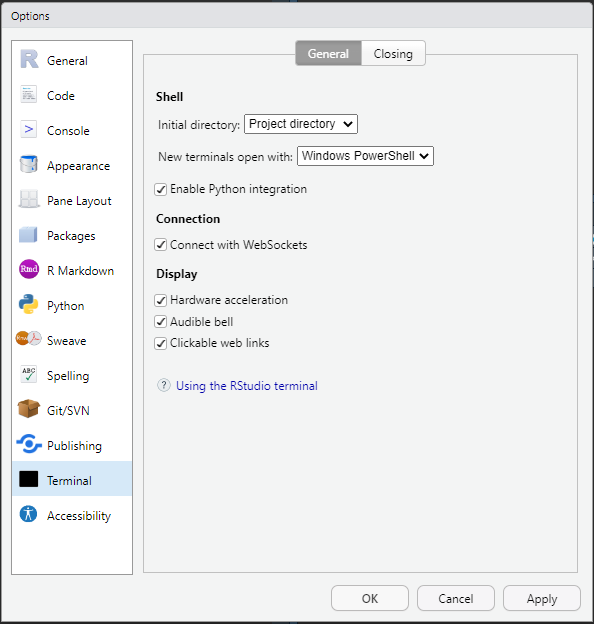 Options
General
Code
Console
Appearance
Pane Layout
Packages
Rmd R Markdown
Python
Sweave
ABC Spelling
Git/SVN
Publishing
Terminal
Accessibility
General Closing
Shell
Initial directory: Project directory
New terminals open with: Windows PowerShell
Enable Python integration
Connection
Connect with WebSockets
Display
Hardware acceleration
Audible bell
Clickable web links
? Using the RStudio terminal
OK Cancel Apply